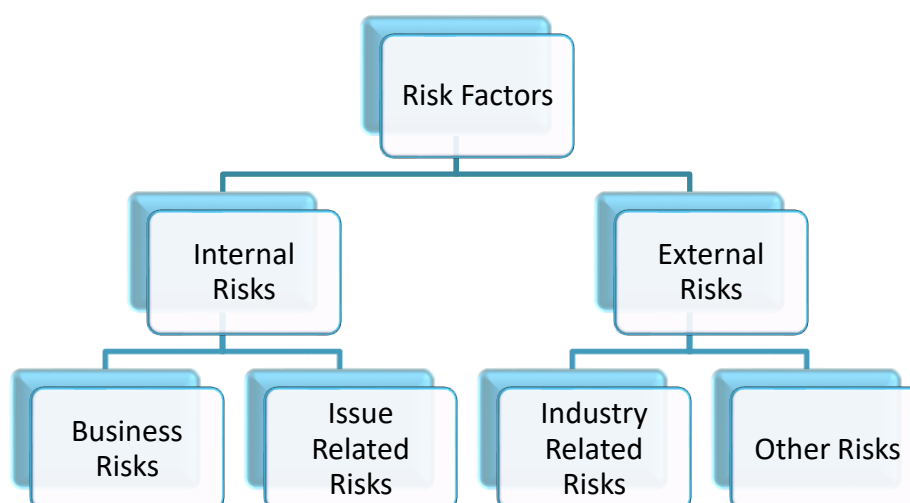 Risk Factors
Internal
Risks
External
Risks
Business
Risks
Issue
Related
Risks
Industry
Related
Risks
Other Risks